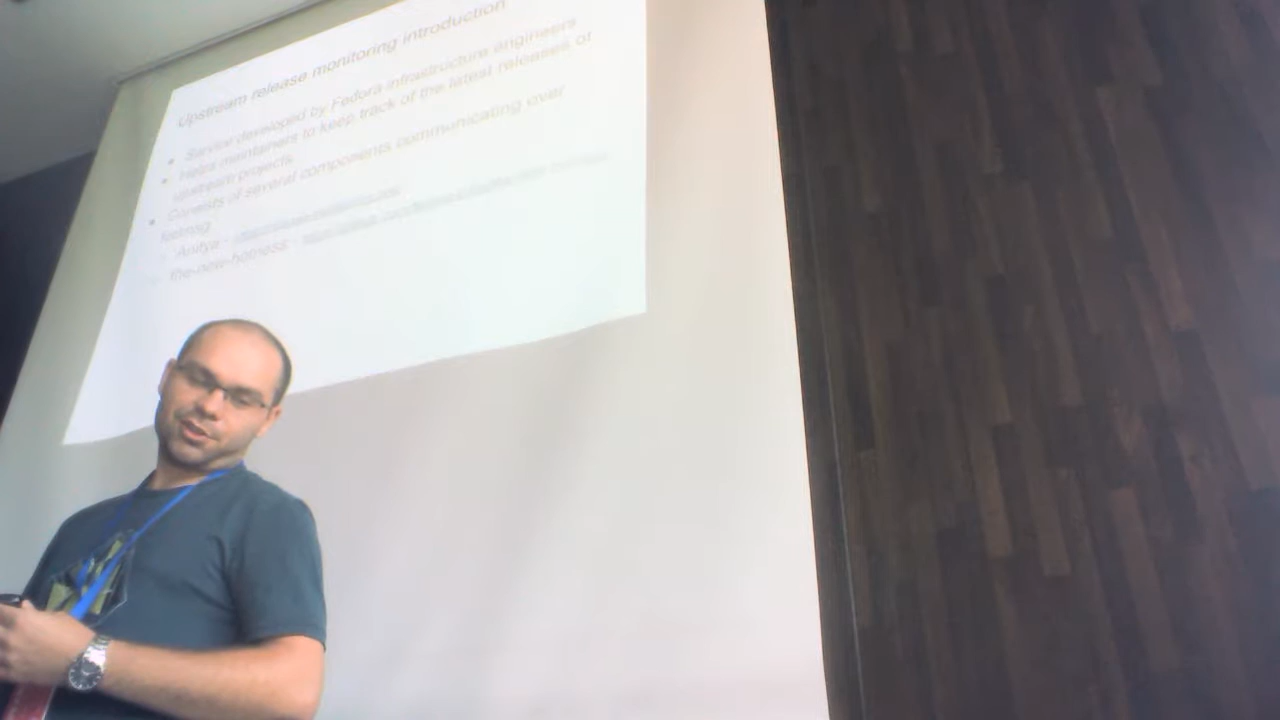 Upstream release monitoring introduction
Service developed by Fedora infrastructure engineers
Helps maintainers to keep track of the latest releases of
upstream projects.
Consists of several components communicating over
fedmsg
Anitya -
the-new-hotness -